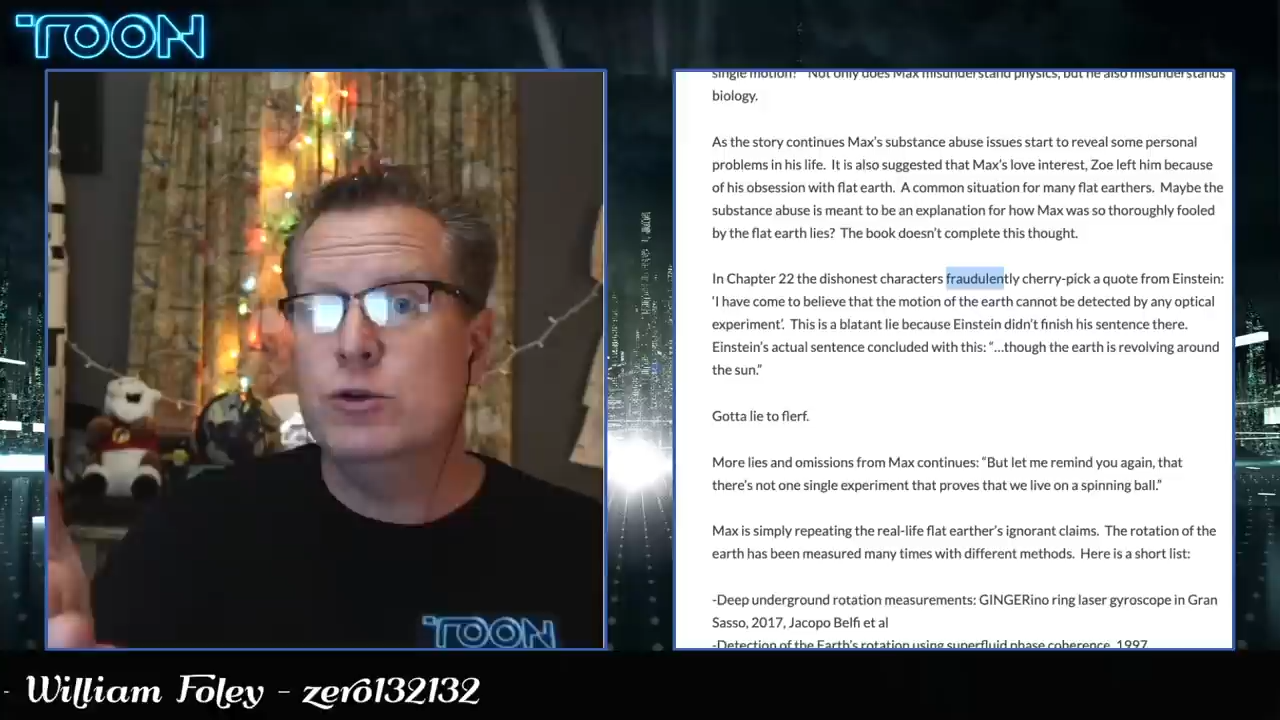 TOON
single motion?" Not only does Max misunderstand physics, but he also misunderstands
biology.
As the story continues Max's substance abuse issues start to reveal some personal
problems in his life. It is also suggested that Max's love interest, Zoe left him because
of his obsession with flat earth. A common situation for many flat earthers. Maybe the
substance abuse is meant to be an explanation for how Max was so thoroughly fooled
by the flat earth lies? The book doesn't complete this thought.
In Chapter 22 the dishonest characters fraudulently cherry-pick a quote from Einstein:
'I have come to believe that the motion of the earth cannot be detected by any optical
experiment'. This is a blatant lie because Einstein didn't finish his sentence there.
Einstein's actual sentence concluded with this: "...though the earth is revolving around
the sun."
Gotta lie to flerf.
More lies and omissions from Max continues: "But let me remind you again, that
there's not one single experiment that proves that we live on a spinning ball."
Max is simply repeating the real-life flat earther's ignorant claims. The rotation of the
earth has been measured many times with different methods. Here is a short list:
-Deep underground rotation measurements: GINGERino ring laser gyroscope in Gran
Sasso, 2017, Jacopo Belfi et al
-Detection of the Earth's rotation using superfluid phase coherence, 1997
TOON
- William Foley - zero132132